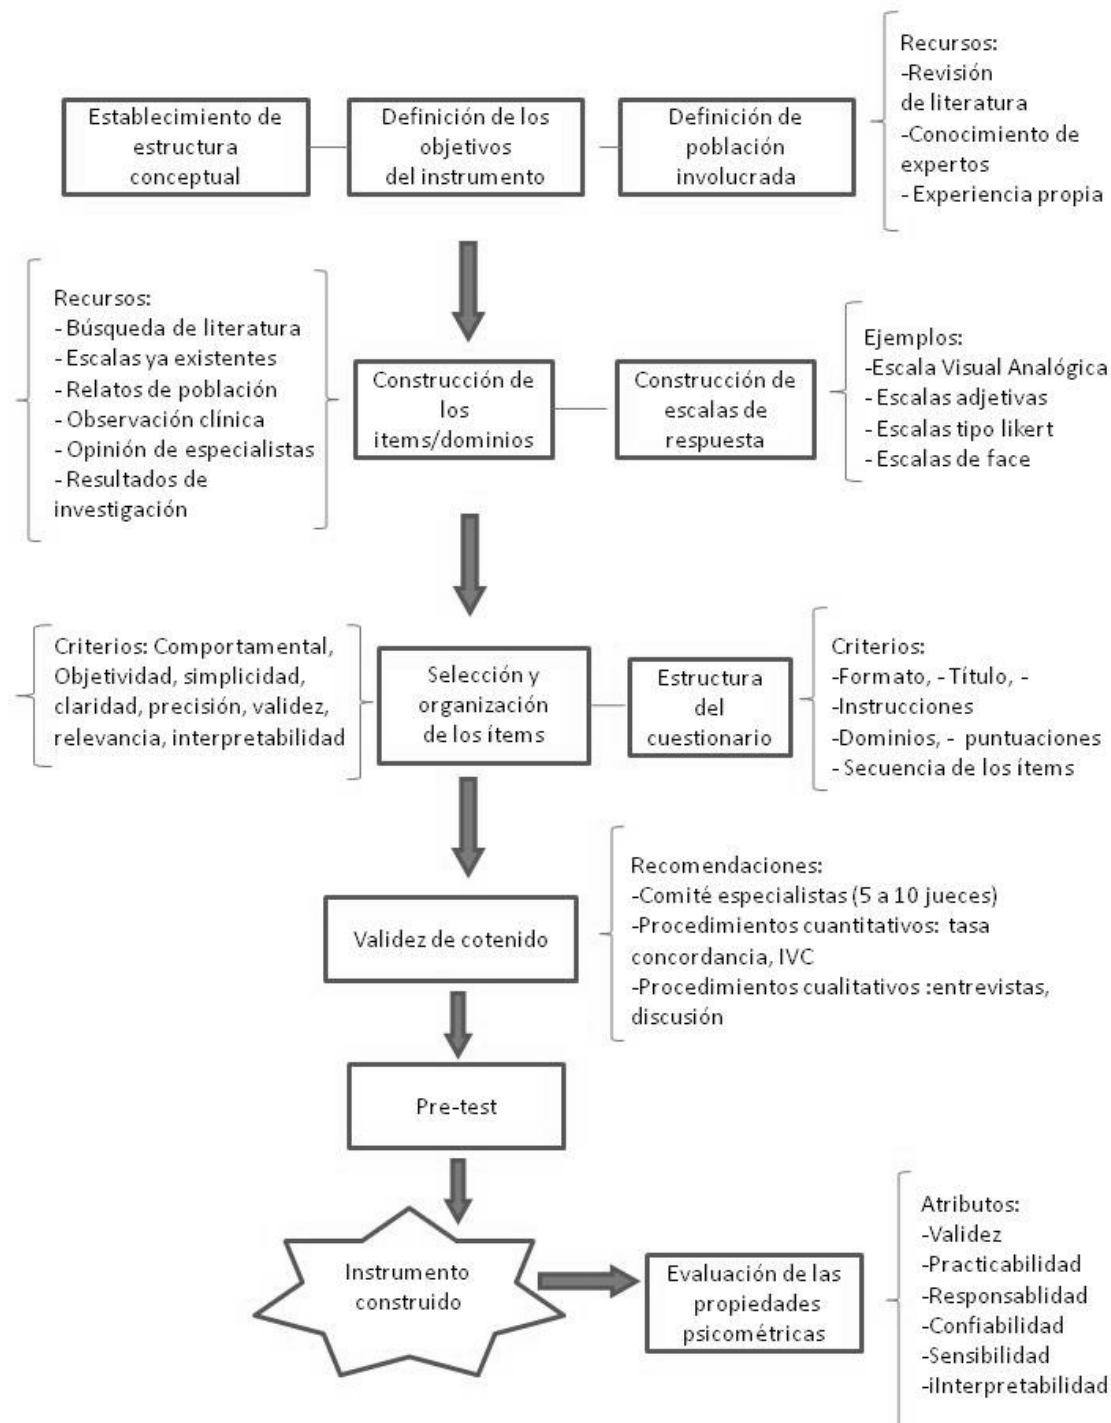 Establecimiento de
estructura
conceptual
Definición de los
objetivos
del instrumento
Definición de
población
involucrada
Recursos:
-Revisión
de literatura
-Conocimiento de
expertos
- Experiencia propia
Recursos:
- Búsqueda de literatura
- Escalas ya existentes
- Relatos de población
- Observación clínica
- Opinión de especialistas
- Resultados de
investigación
Construcción de
los
items/dominios
Construcción de
escalas de
respuesta
Ejemplos:
-Escala Visual Analógica
- Escalas adjetivas
- Escalas tipo likert
- Escalas de face
Criterios: Comportamental,
Objetividad, simplicidad,
claridad, precisión, validez,
relevancia, interpretabilidad
Selección y
organización
de los ítems
Estructura
del
cuestionario
Criterios:
-Formato, - Título, -
-Instrucciones
-Dominios, - puntuaciones
- Secuencia de los ítems
Validez de cotenido
Recomendaciones:
-Comité especialistas (5 a 10 jueces)
-Procedimientos cuantitativos: tasa
concordancia, IVC
-Procedimientos cualitativos :entrevistas,
discusión
Pre-test
Instrumento
construido
Evaluación de las
propiedades
psicométricas
Atributos:
-Validez
-Practicabilidad
-Responsablidad
-Confiabilidad
-Sensibilidad
-iInterpretabilidad